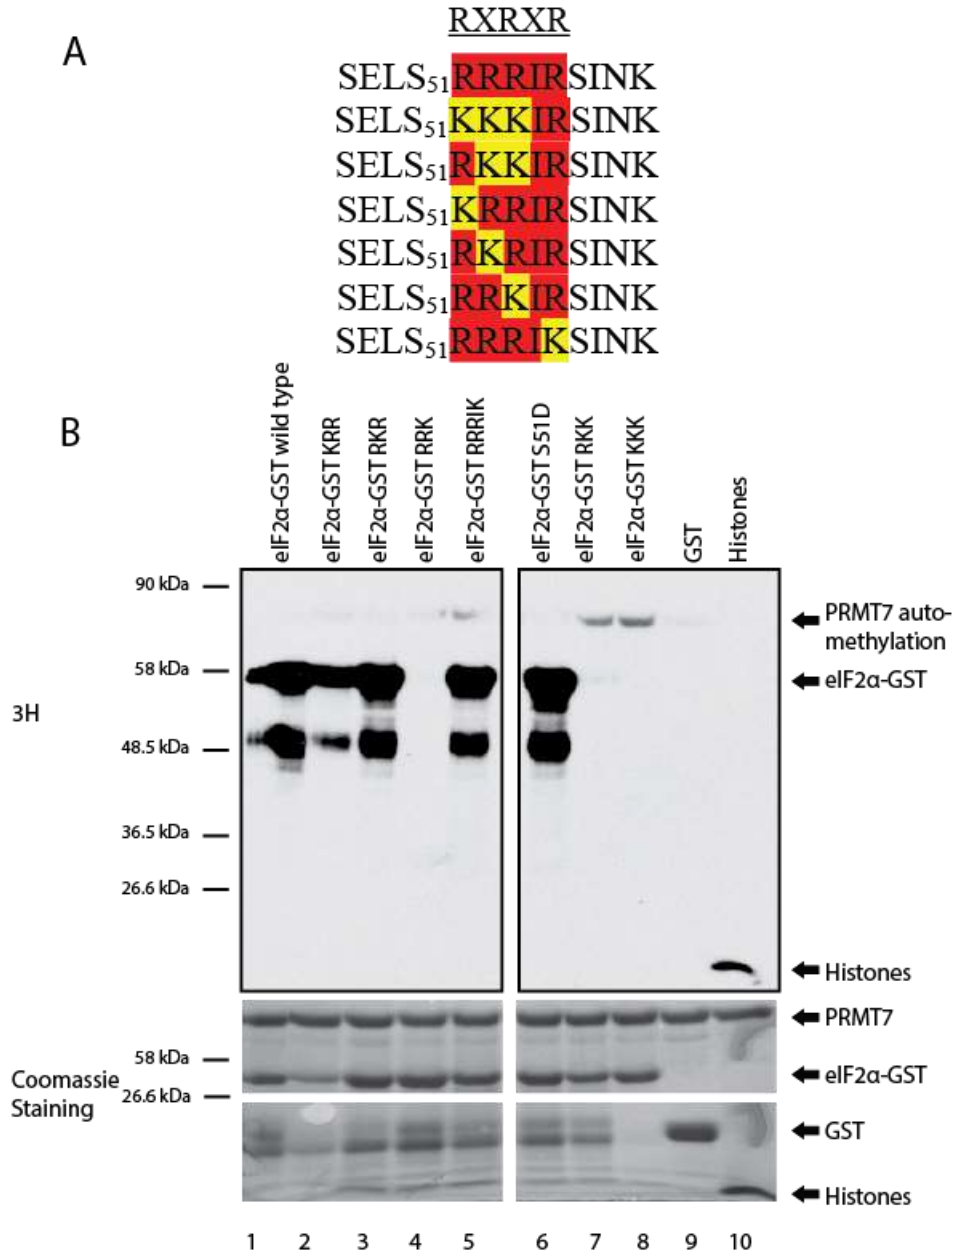 RXRXR
A
SELS51RRRIRSINK
SELS51KKKIRSINK
SELS51RKKIRSINK
SELS51KRRIRSINK
SELS51RKRIRSINK
SELS51RRKIRSINK
SELS51RRRIKSINK
B
eIF2α-GST wild type
eIF2α-GST KRR
eIF2α-GST RKR
eIF2α-GST RRK
eIF2α-GST RRRIK
eIF2α-GST S51D
eIF2α-GST RKK
eIF2α-GST KKK
GST
Histones
90 kDa
PRMT7 auto-
methylation
58 kDa
eIF2α-GST
3H
48.5 kDa
36.5 kDa
26.6 kDa
Histones
PRMT7
58 kDa
eIF2α-GST
Coomassie
Staining
26.6 kDa
GST
Histones
1 2 3 4 5 6 7 8 9 10